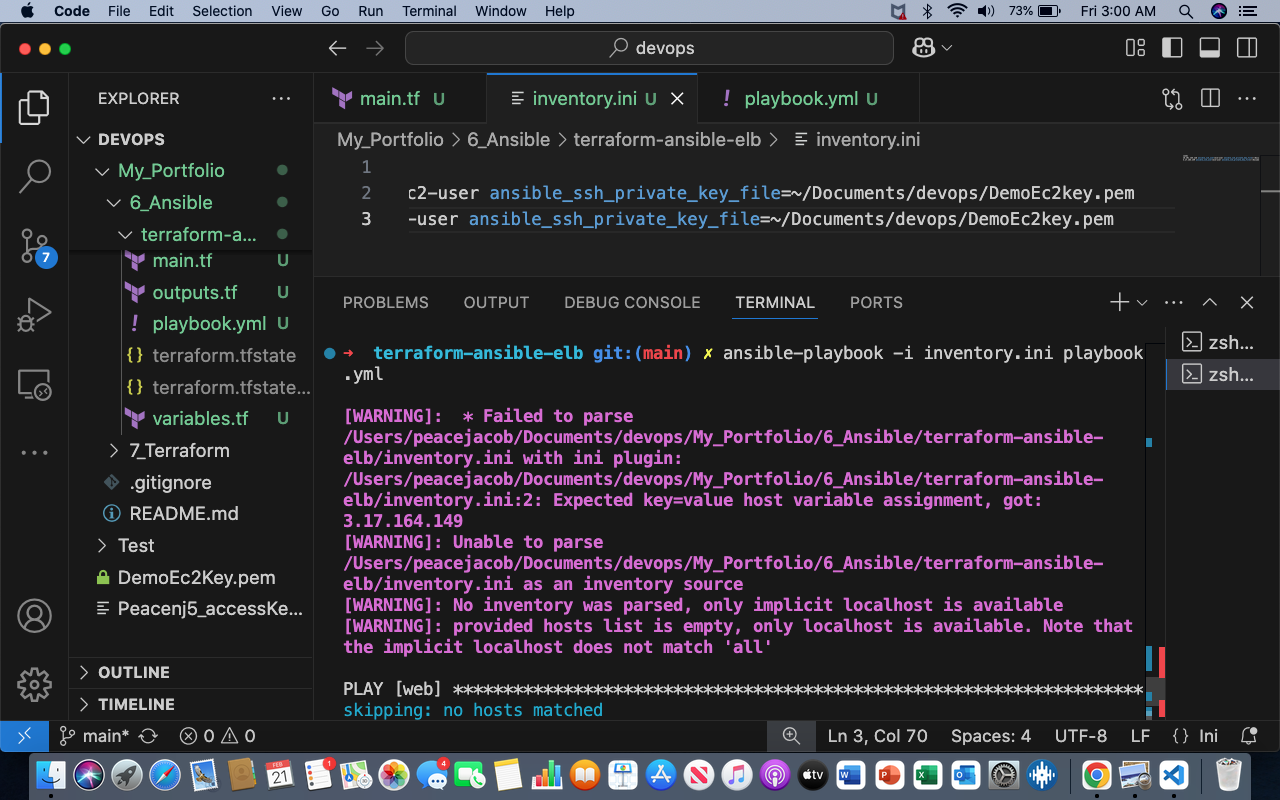 Code File Edit Selection View Go Run Terminal Window Help 73% Fri 3:00 AM
devops
EXPLORER
main.tf U inventory.ini U playbook.yml U
DEVOPS
My_Portfolio
6_Ansible
terraform-a...
main.tf U
outputs.tf U
playbook.yml U
terraform.tfstate
terraform.tfstate...
variables.tf U
7_Terraform
.gitignore
README.md
Test
DemoEc2Key.pem
Peacenj5_accessKe...
OUTLINE
TIMELINE
7
My_Portfolio > 6_Ansible > terraform-ansible-elb > inventory.ini
1
2 c2-user ansible_ssh_private_key_file=~/Documents/devops/DemoEc2key.pem
3 -user ansible_ssh_private_key_file=~/Documents/devops/DemoEc2key.pem
PROBLEMS OUTPUT DEBUG CONSOLE TERMINAL PORTS
zsh...
zsh...
➜ terraform-ansible-elb git:(main) ✗ ansible-playbook -i inventory.ini playbook
.yml
[WARNING]: * Failed to parse
/Users/peacejacob/Documents/devops/My_Portfolio/6_Ansible/terraform-ansible-
elb/inventory.ini with ini plugin:
/Users/peacejacob/Documents/devops/My_Portfolio/6_Ansible/terraform-ansible-
elb/inventory.ini:2: Expected key=value host variable assignment, got:
3.17.164.149
[WARNING]: Unable to parse
/Users/peacejacob/Documents/devops/My_Portfolio/6_Ansible/terraform-ansible-
elb/inventory.ini as an inventory source
[WARNING]: No inventory was parsed, only implicit localhost is available
[WARNING]: provided hosts list is empty, only localhost is available. Note that
the implicit localhost does not match 'all'
PLAY [web] ********************************************************************
skipping: no hosts matched
main* 0 0 Ln 3, Col 70 Spaces: 4 UTF-8 LF {} Ini
FEB
21
1
4
tv